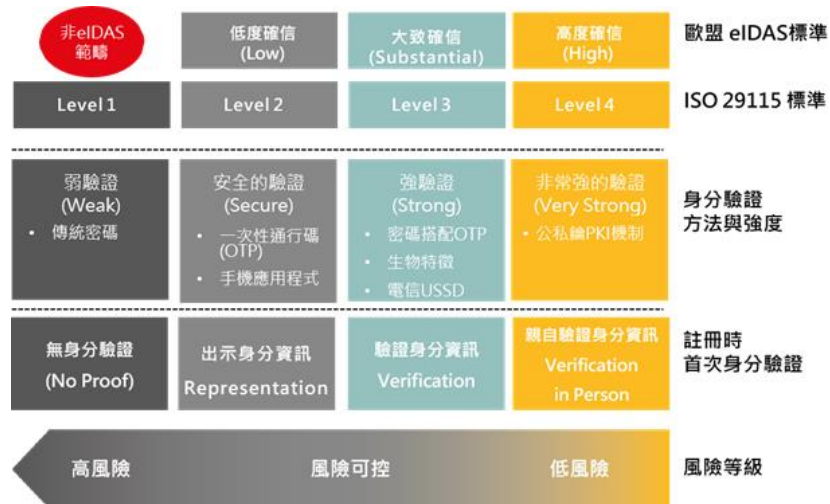 非eIDAS
範疇
低度確信
(Low)
大致確信
(Substantial)
高度確信
(High)
歐盟 eIDAS標準
Level 1
Level 2
Level 3
Level 4
ISO 29115 標準
弱驗證
(Weak)
• 傳統密碼
安全的驗證
(Secure)
• 一次性通行碼
(OTP)
• 手機應用程式
強驗證
(Strong)
• 密碼搭配OTP
• 生物特徵
• 電信USSD
非常強的驗證
(Very Strong)
• 公私鑰PKI機制
身分驗證
方法與強度
無身分驗證
(No Proof)
出示身分資訊
Representation
驗證身分資訊
Verification
親自驗證身分資訊
Verification
in Person
註冊時
首次身分驗證
高風險
風險可控
低風險
風險等級